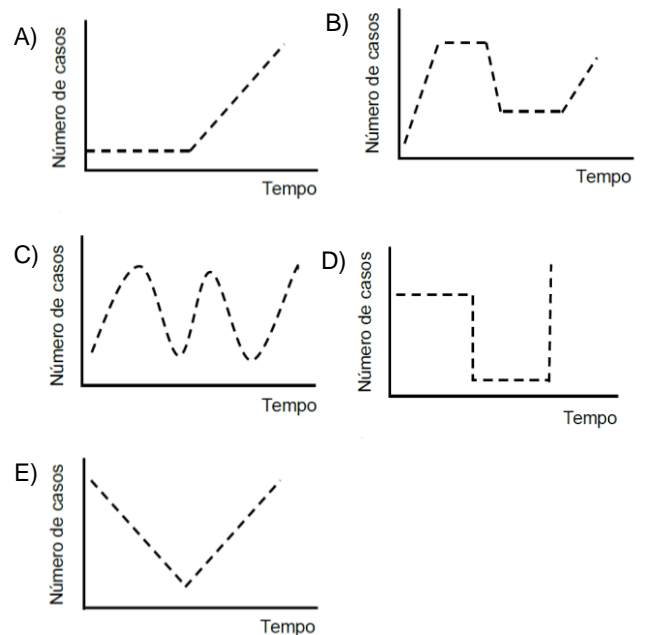 A)
Número de casos
Tempo
B)
Número de casos
Tempo
C)
Número de casos
Tempo
D)
Número de casos
Tempo
E)
Número de casos
Tempo